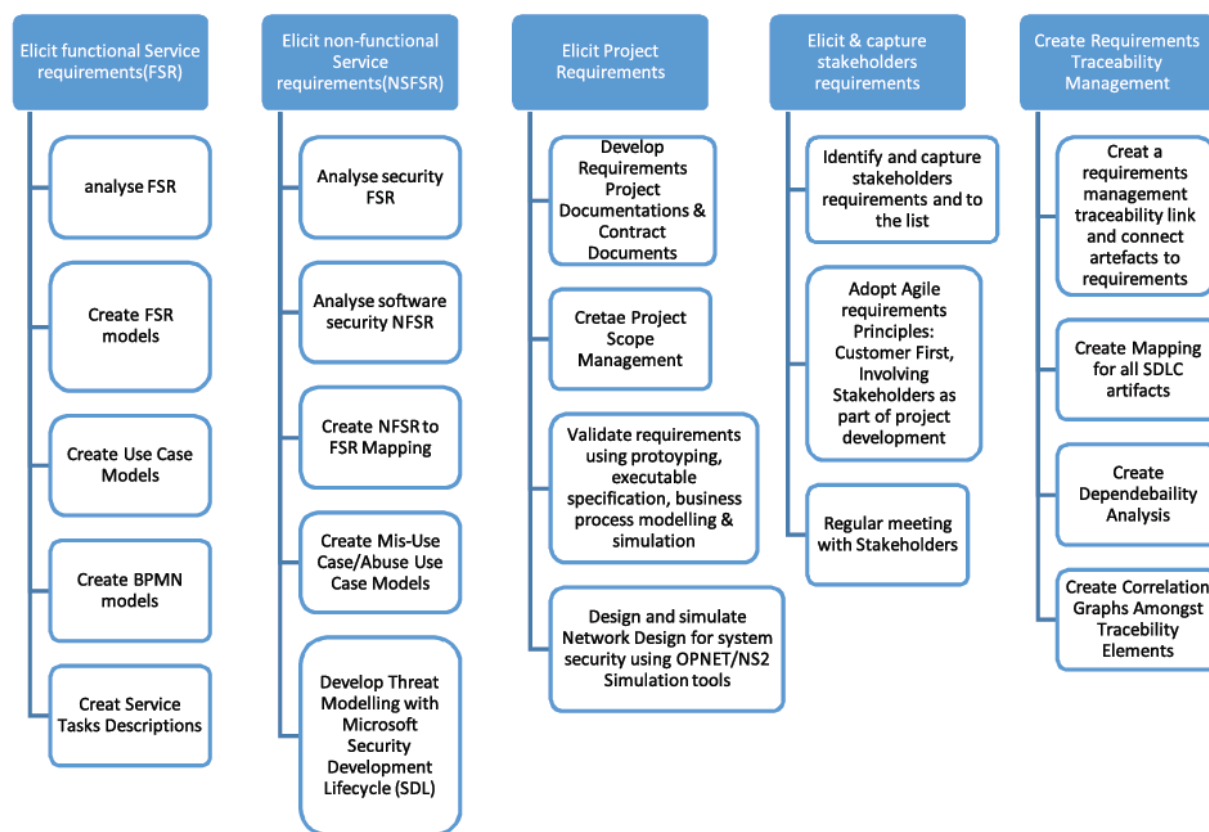 Elicit functional Service
requirements(FSR)
analyse FSR
Create FSR
models
Create Use Case
Models
Create BPMN
models
Creat Service
Tasks Descriptions
Elicit non-functional
Service
requirements(NSFSR)
Analyse security
FSR
Analyse software
security NFSR
Create NFSR to
FSR Mapping
Create Mis-Use
Case/Abuse Use
Case Models
Develop Threat
Modelling with
Microsoft
Security
Development
Lifecycle (SDL)
Elicit Project
Requirements
Develop
Requirements
Project
Documentations &
Contract
Documents
Cretae Project
Scope
Management
Validate requirements
using protoyping,
executable
specification, business
process modelling &
simulation
Design and simulate
Network Design for system
security using OPNET/NS2
Simulation tools
Elicit & capture
stakeholders
requirements
Identify and capture
stakeholders
requirements and to
the list
Adopt Agile
requirements
Principles:
Customer First,
Involving
Stakeholders as
part of project
development
Regular meeting
with Stakeholders
Create Requirements
Traceability
Management
Creat a
requirements
management
traceability link
and connect
artefacts to
requirements
Create Mapping
for all SDLC
artifacts
Create
Dependebaility
Analysis
Create Correlation
Graphs Amongst
Tracebility
Elements